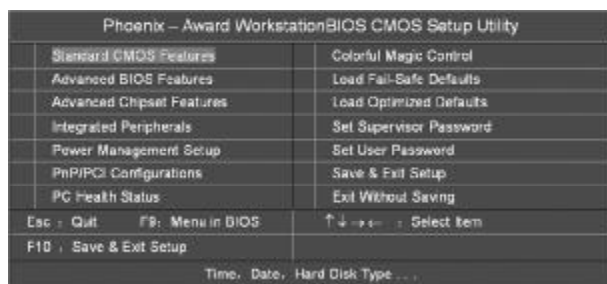 Phoenix – Award WorkstationBIOS CMOS Setup Utility
Standard CMOS Features
Advanced BIOS Features
Advanced Chipset Features
Integrated Peripherals
Power Management Setup
PnP/PCI Configurations
PC Health Status
Colorful Magic Control
Load Fail-Safe Defaults
Load Optimized Defaults
Set Supervisor Password
Set User Password
Save & Exit Setup
Exit Without Saving
Esc : Quit F9: Menu in BIOS ↑↓→← : Select Item
F10 : Save & Exit Setup
Time, Date, Hard Disk Type . . .